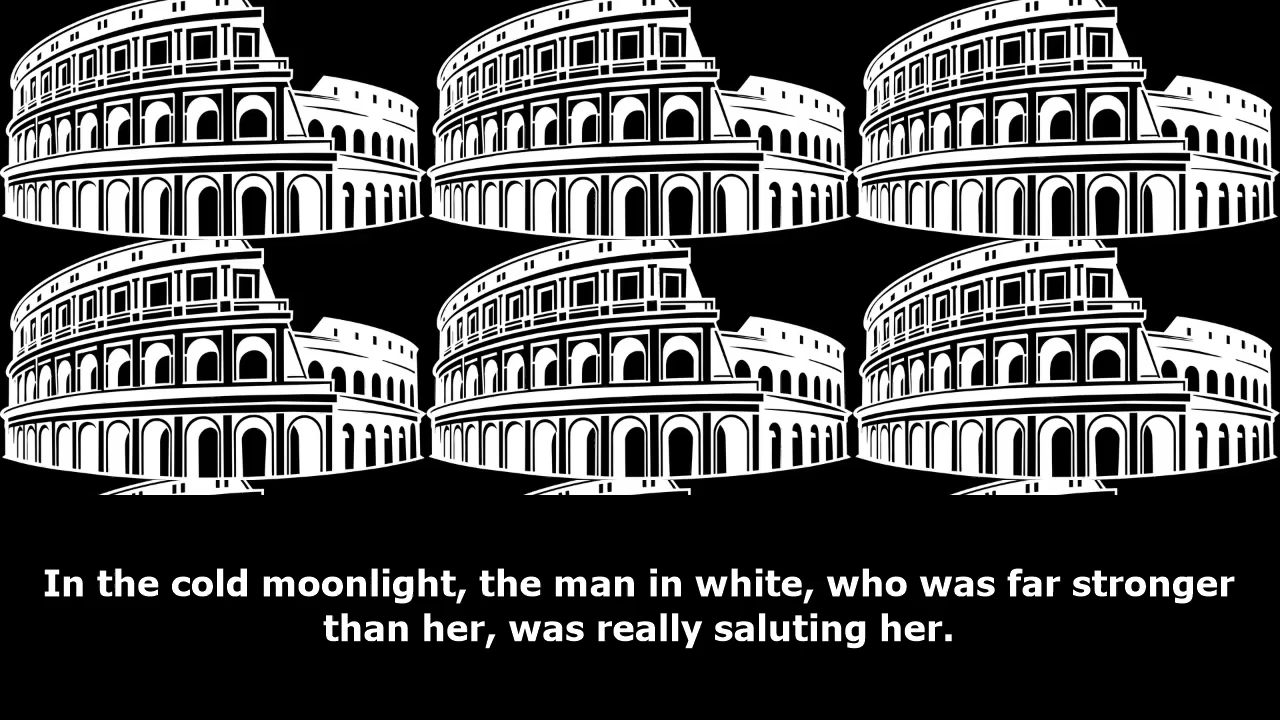 In the cold moonlight, the man in white, who was far stronger
than her, was really saluting her.